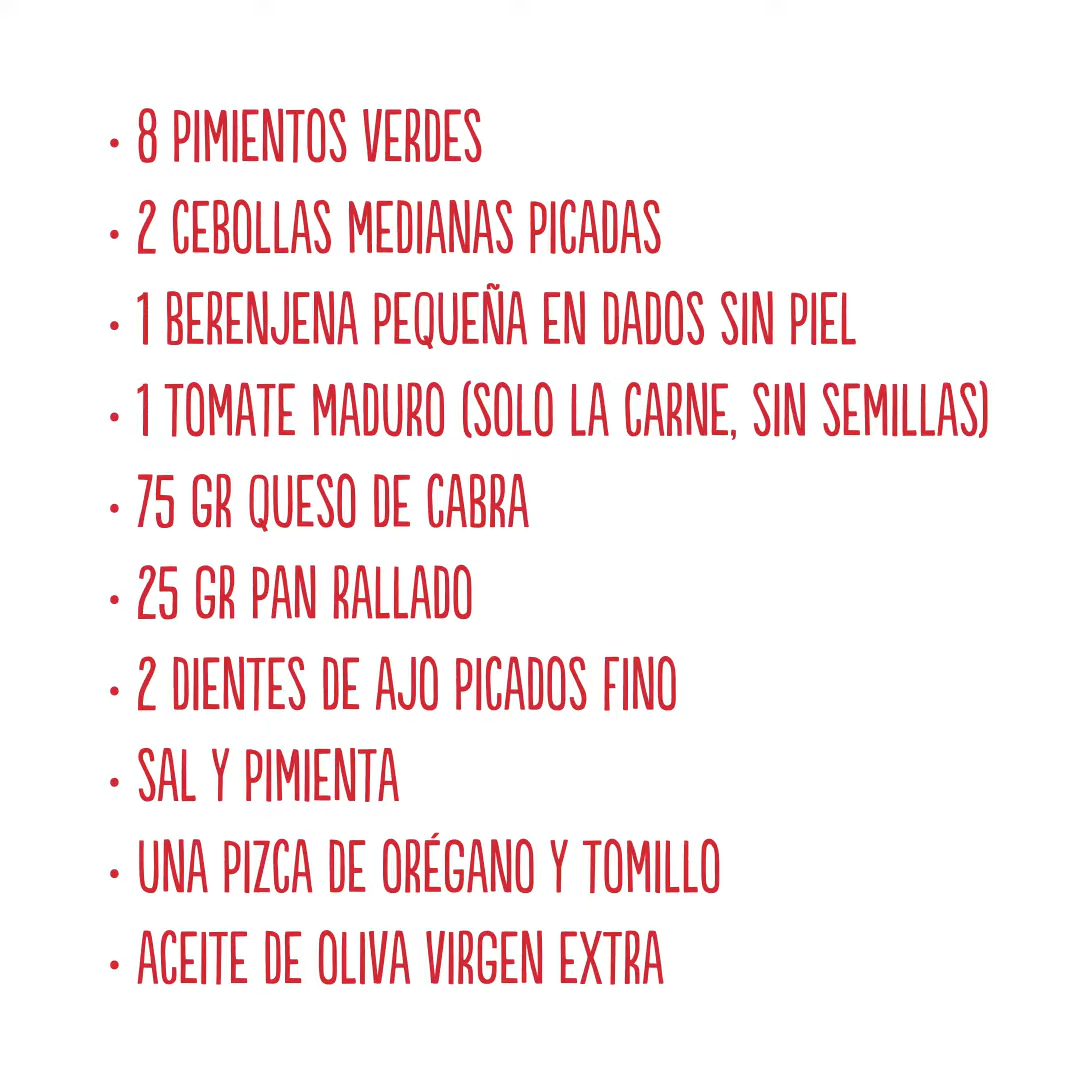 • 8 PIMIENTOS VERDES
• 2 CEBOLLAS MEDIANAS PICADAS
• 1 BERENJENA PEQUEÑA EN DADOS SIN PIEL
• 1 TOMATE MADURO (SOLO LA CARNE, SIN SEMILLAS)
• 75 GR QUESO DE CABRA
• 25 GR PAN RALLADO
• 2 DIENTES DE AJO PICADOS FINO
• SAL Y PIMIENTA
• UNA PIZCA DE ORÉGANO Y TOMILLO
• ACEITE DE OLIVA VIRGEN EXTRA